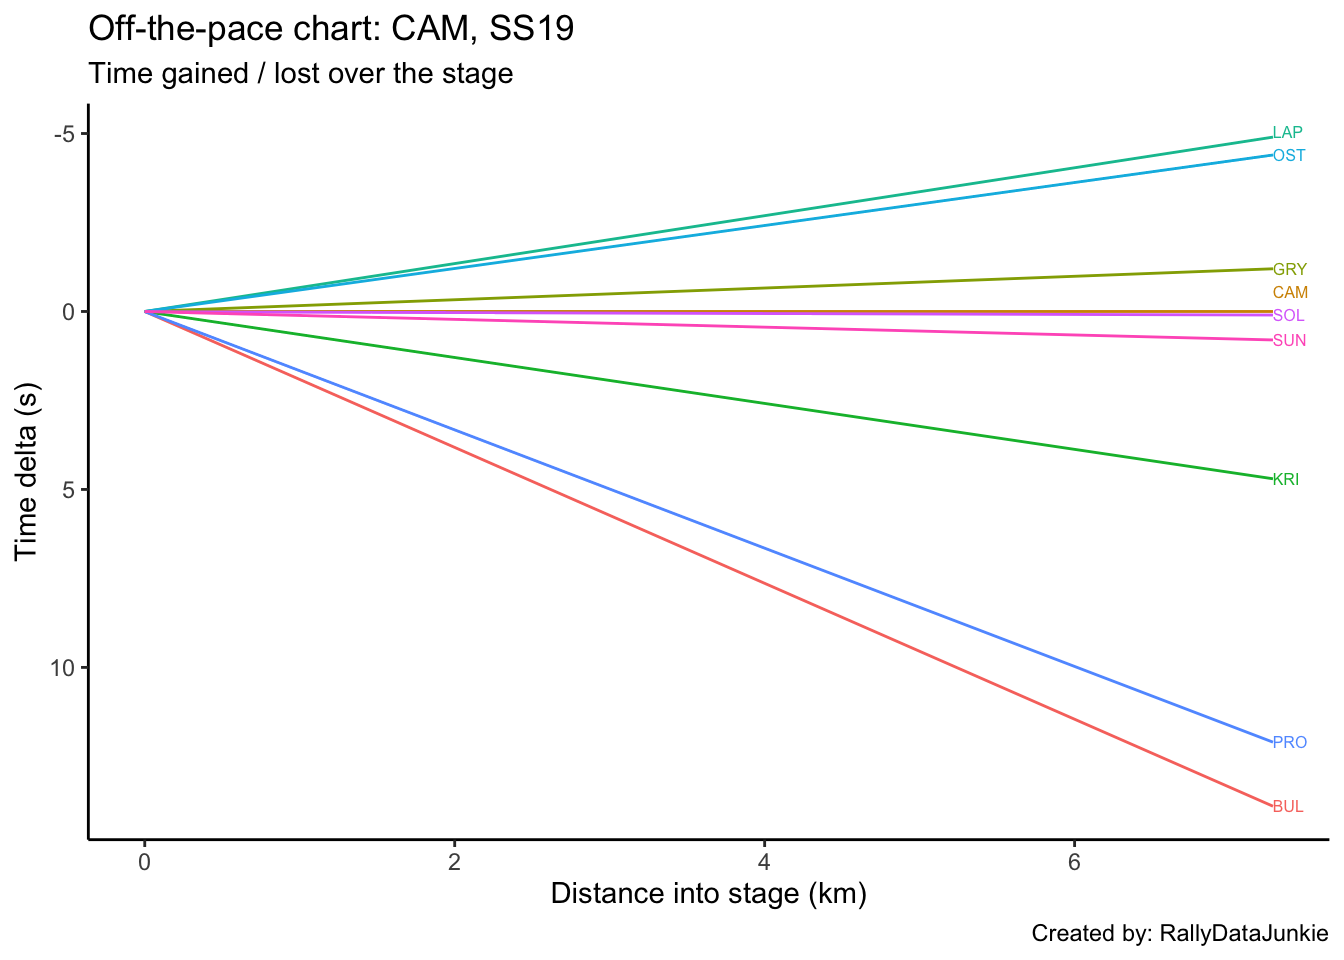 Off-the-pace chart: CAM, SS19
Time gained / lost over the stage
-5
0
5
10
Time delta (s)
LAP
OST
GRY
CAM
SOL
SUN
KRI
PRO
BUL
0 2 4 6
Distance into stage (km)
Created by: RallyDataJunkie